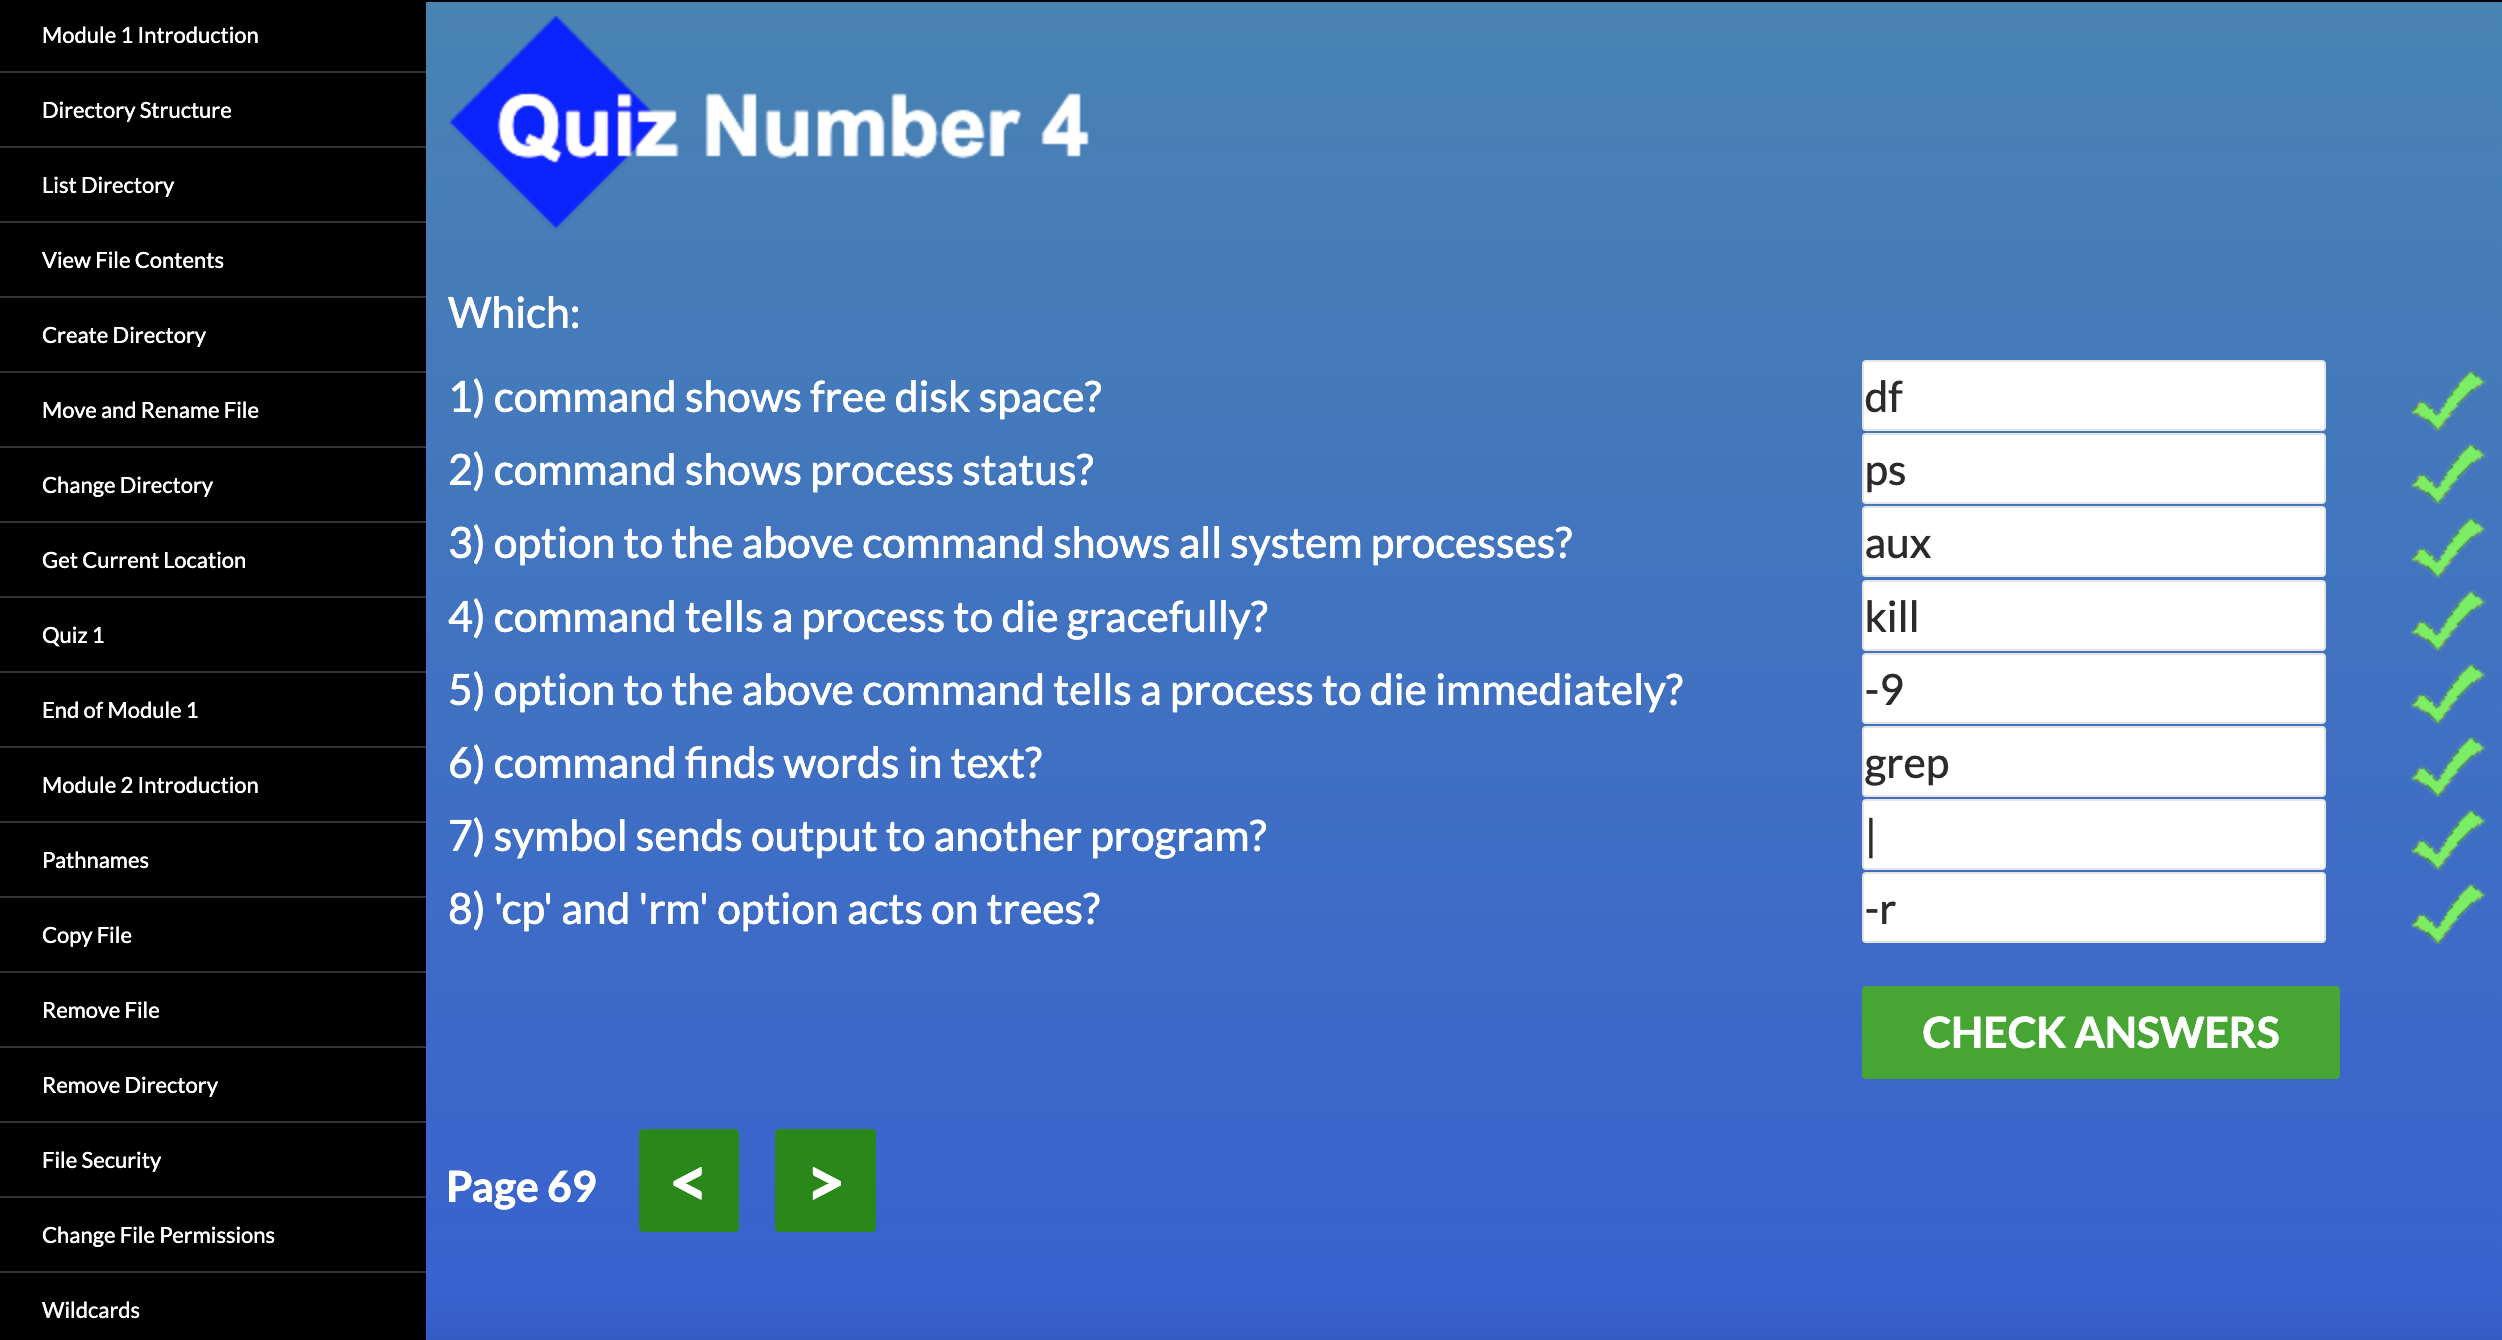 Module 1 Introduction
Directory Structure
List Directory
View File Contents
Create Directory
Move and Rename File
Change Directory
Get Current Location
Quiz 1
End of Module 1
Module 2 Introduction
Pathnames
Copy File
Remove File
Remove Directory
File Security
Change File Permissions
Wildcards
Quiz Number 4
Which:
1) command shows free disk space? df
2) command shows process status? ps
3) option to the above command shows all system processes? aux
4) command tells a process to die gracefully? kill
5) option to the above command tells a process to die immediately? -9
6) command finds words in text? grep
7) symbol sends output to another program? |
8) 'cp' and 'rm' option acts on trees? -r
CHECK ANSWERS
Page 69 < >